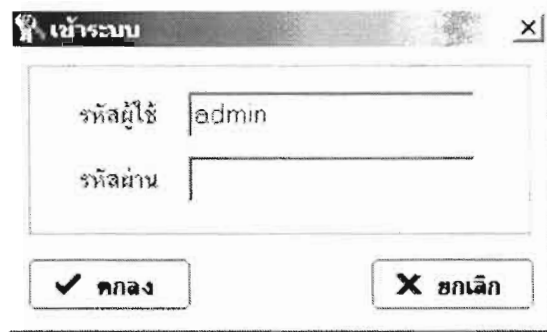 เข้าระบบ
รหัสผู้ใช้ admin
รหัสผ่าน
ตกลง ยกเลิก